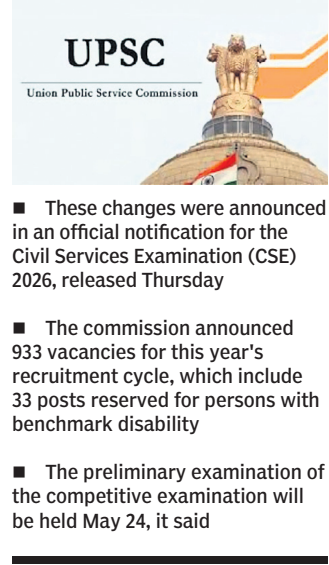 UPSC
Union Public Service Commission
■ These changes were announced
in an official notification for the
Civil Services Examination (CSE)
2026, released Thursday
■ The commission announced
933 vacancies for this year's
recruitment cycle, which include
33 posts reserved for persons with
benchmark disability
■ The preliminary examination of
the competitive examination will
be held May 24, it said